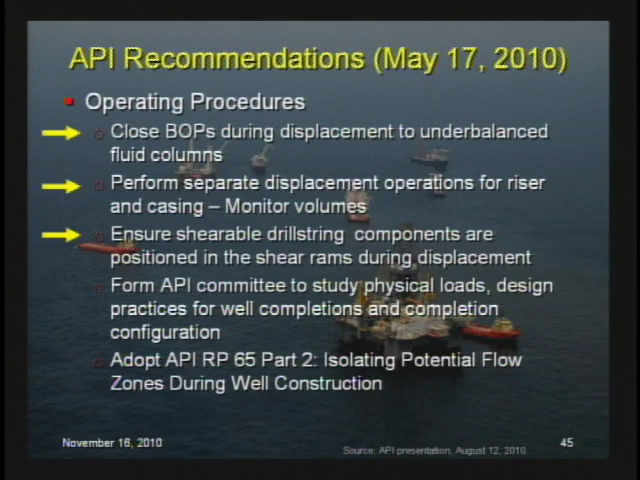 API Recommendations (May 17, 2010)
Operating Procedures
Close BOPs during displacement to underbalanced
fluid columns
Perform separate displacement operations for riser
and casing – Monitor volumes
Ensure shearable drillstring components are
positioned in the shear rams during displacement
Form API committee to study physical loads, design
practices for well completions and completion
configuration
Adopt API RP 65 Part 2: Isolating Potential Flow
Zones During Well Construction
November 16, 2010
Source: API presentation, August 12, 2010
45